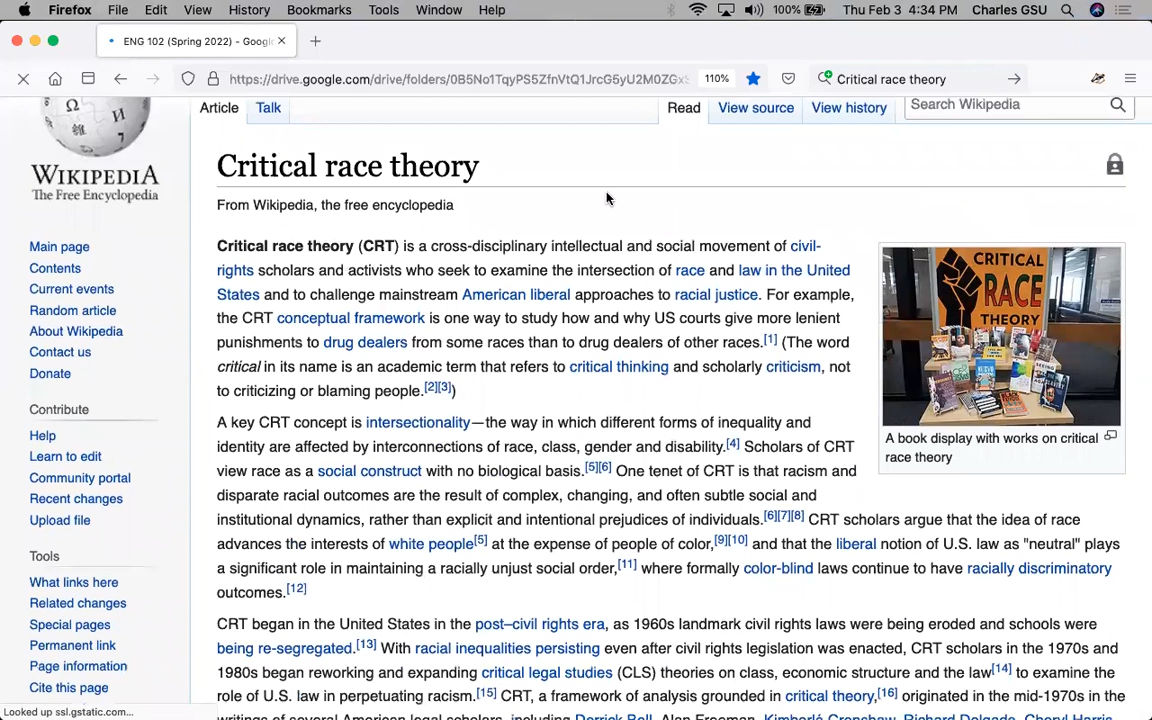 Firefox File Edit View History Bookmarks Tools Window Help 100% Thu Feb 3 4:34 PM Charles GSU
ENG 102 (Spring 2022) - Google
https://drive.google.com/drive/folders/0B5No1TqyPS5ZfnVtQ1JrcG5yU2M0ZGxS 110% Critical race theory
Article Talk Read View source View history Search Wikipedia
WIKIPEDIA
The Free Encyclopedia
Main page
Contents
Current events
Random article
About Wikipedia
Contact us
Donate
Contribute
Help
Learn to edit
Community portal
Recent changes
Upload file
Tools
What links here
Related changes
Special pages
Permanent link
Page information
Cite this page
Looked up ssl.gstatic.com...
Critical race theory
From Wikipedia, the free encyclopedia
Critical race theory (CRT) is a cross-disciplinary intellectual and social movement of civil-
rights scholars and activists who seek to examine the intersection of race and law in the United
States and to challenge mainstream American liberal approaches to racial justice. For example,
the CRT conceptual framework is one way to study how and why US courts give more lenient
punishments to drug dealers from some races than to drug dealers of other races.[1] (The word
critical in its name is an academic term that refers to critical thinking and scholarly criticism, not
to criticizing or blaming people.[2][3])
A key CRT concept is intersectionality—the way in which different forms of inequality and
identity are affected by interconnections of race, class, gender and disability.[4] Scholars of CRT
view race as a social construct with no biological basis.[5][6] One tenet of CRT is that racism and
disparate racial outcomes are the result of complex, changing, and often subtle social and
institutional dynamics, rather than explicit and intentional prejudices of individuals.[6][7][8] CRT scholars argue that the idea of race
advances the interests of white people[5] at the expense of people of color,[9][10] and that the liberal notion of U.S. law as "neutral" plays
a significant role in maintaining a racially unjust social order,[11] where formally color-blind laws continue to have racially discriminatory
outcomes.[12]
CRT began in the United States in the post–civil rights era, as 1960s landmark civil rights laws were being eroded and schools were
being re-segregated.[13] With racial inequalities persisting even after civil rights legislation was enacted, CRT scholars in the 1970s and
1980s began reworking and expanding critical legal studies (CLS) theories on class, economic structure and the law[14] to examine the
role of U.S. law in perpetuating racism.[15] CRT, a framework of analysis grounded in critical theory,[16] originated in the mid-1970s in the
writings of several American legal scholars, including Derrick Bell, Alan Freeman, Kimberlé Crenshaw, Richard Delgado, Cheryl Harris,
CRITICAL
RACE
THEORY
A book display with works on critical
race theory